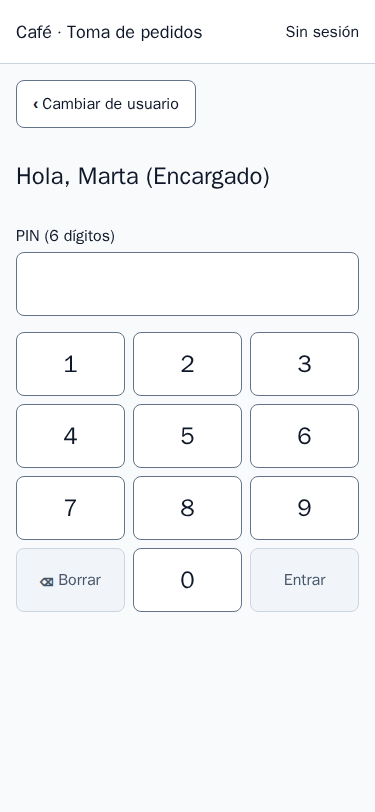 Café · Toma de pedidos
Sin sesión
‹ Cambiar de usuario
Hola, Marta (Encargado)
PIN (6 dígitos)
1 2 3
4 5 6
7 8 9
⌫ Borrar 0 Entrar